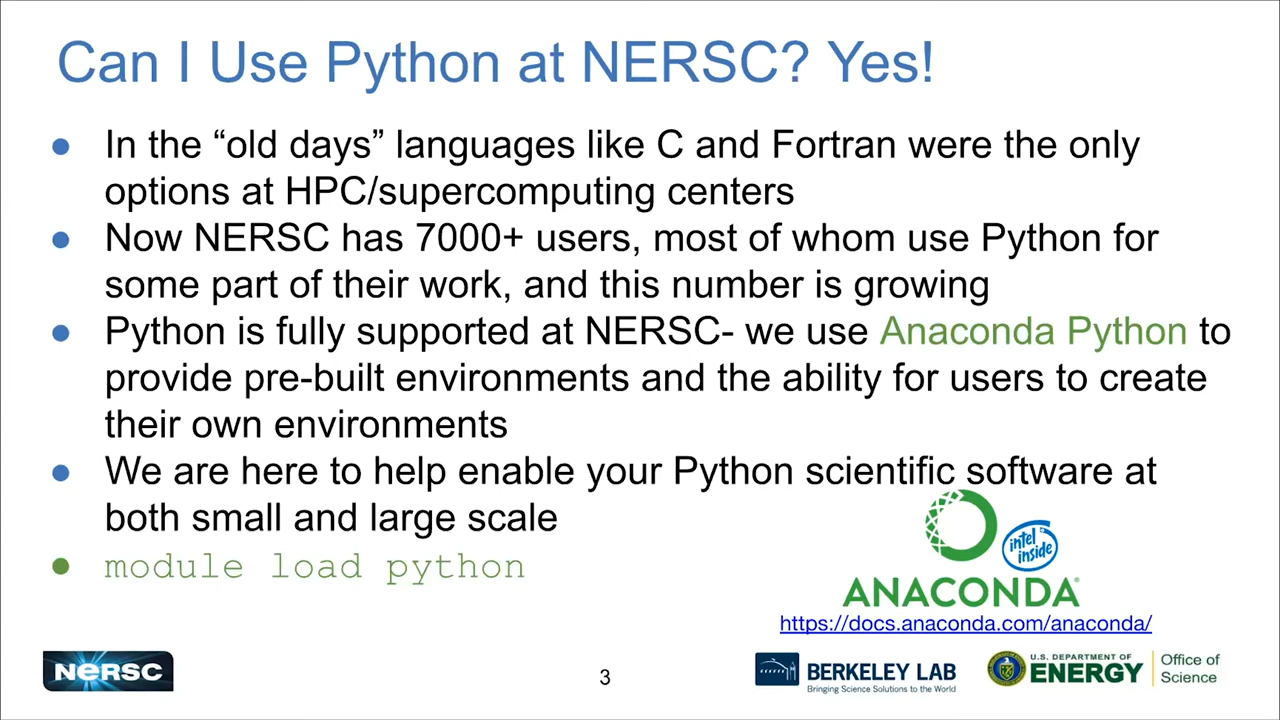 Can I Use Python at NERSC? Yes!
● In the “old days” languages like C and Fortran were the only
options at HPC/supercomputing centers
● Now NERSC has 7000+ users, most of whom use Python for
some part of their work, and this number is growing
● Python is fully supported at NERSC- we use Anaconda Python to
provide pre-built environments and the ability for users to create
their own environments
● We are here to help enable your Python scientific software at
both small and large scale
● module load python
intel
inside
ANACONDA®
https://docs.anaconda.com/anaconda/
NERSC
3
BERKELEY LAB
Bringing Science Solutions to the World
U.S. DEPARTMENT OF
ENERGY
Office of
Science